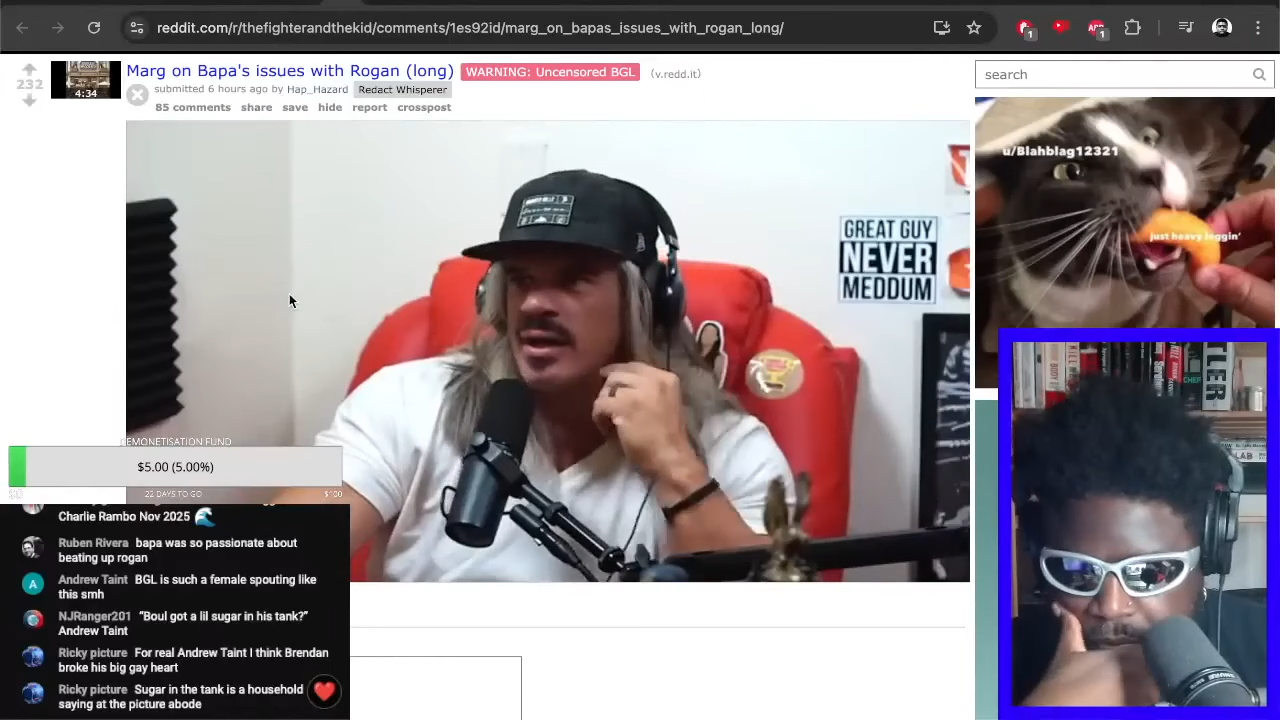 reddit.com/r/thefighterandthekid/comments/1es92id/marg_on_bapas_issues_with_rogan_long/
1
1
232
4:34
Marg on Bapa's issues with Rogan (long)
WARNING: Uncensored BGL
(v.redd.it)
submitted 6 hours ago by Hap_Hazard
Redact Whisperer
85 comments share save hide report crosspost
search
u/Blahblag12321
just heavy leggin'
GREAT GUY
NEVER
MEDDUM
DEMONETISATION FUND
$5.00 (5.00%)
$0
22 DAYS TO GO
$100
Charlie Rambo Nov 2025
Ruben Rivera bapa was so passionate about
beating up rogan
A
Andrew Taint BGL is such a female spouting like
this smh
NJRanger201 “Boul got a lil sugar in his tank?”
Andrew Taint
Ricky picture For real Andrew Taint I think Brendan
broke his big gay heart
Ricky picture Sugar in the tank is a household
saying at the picture abode